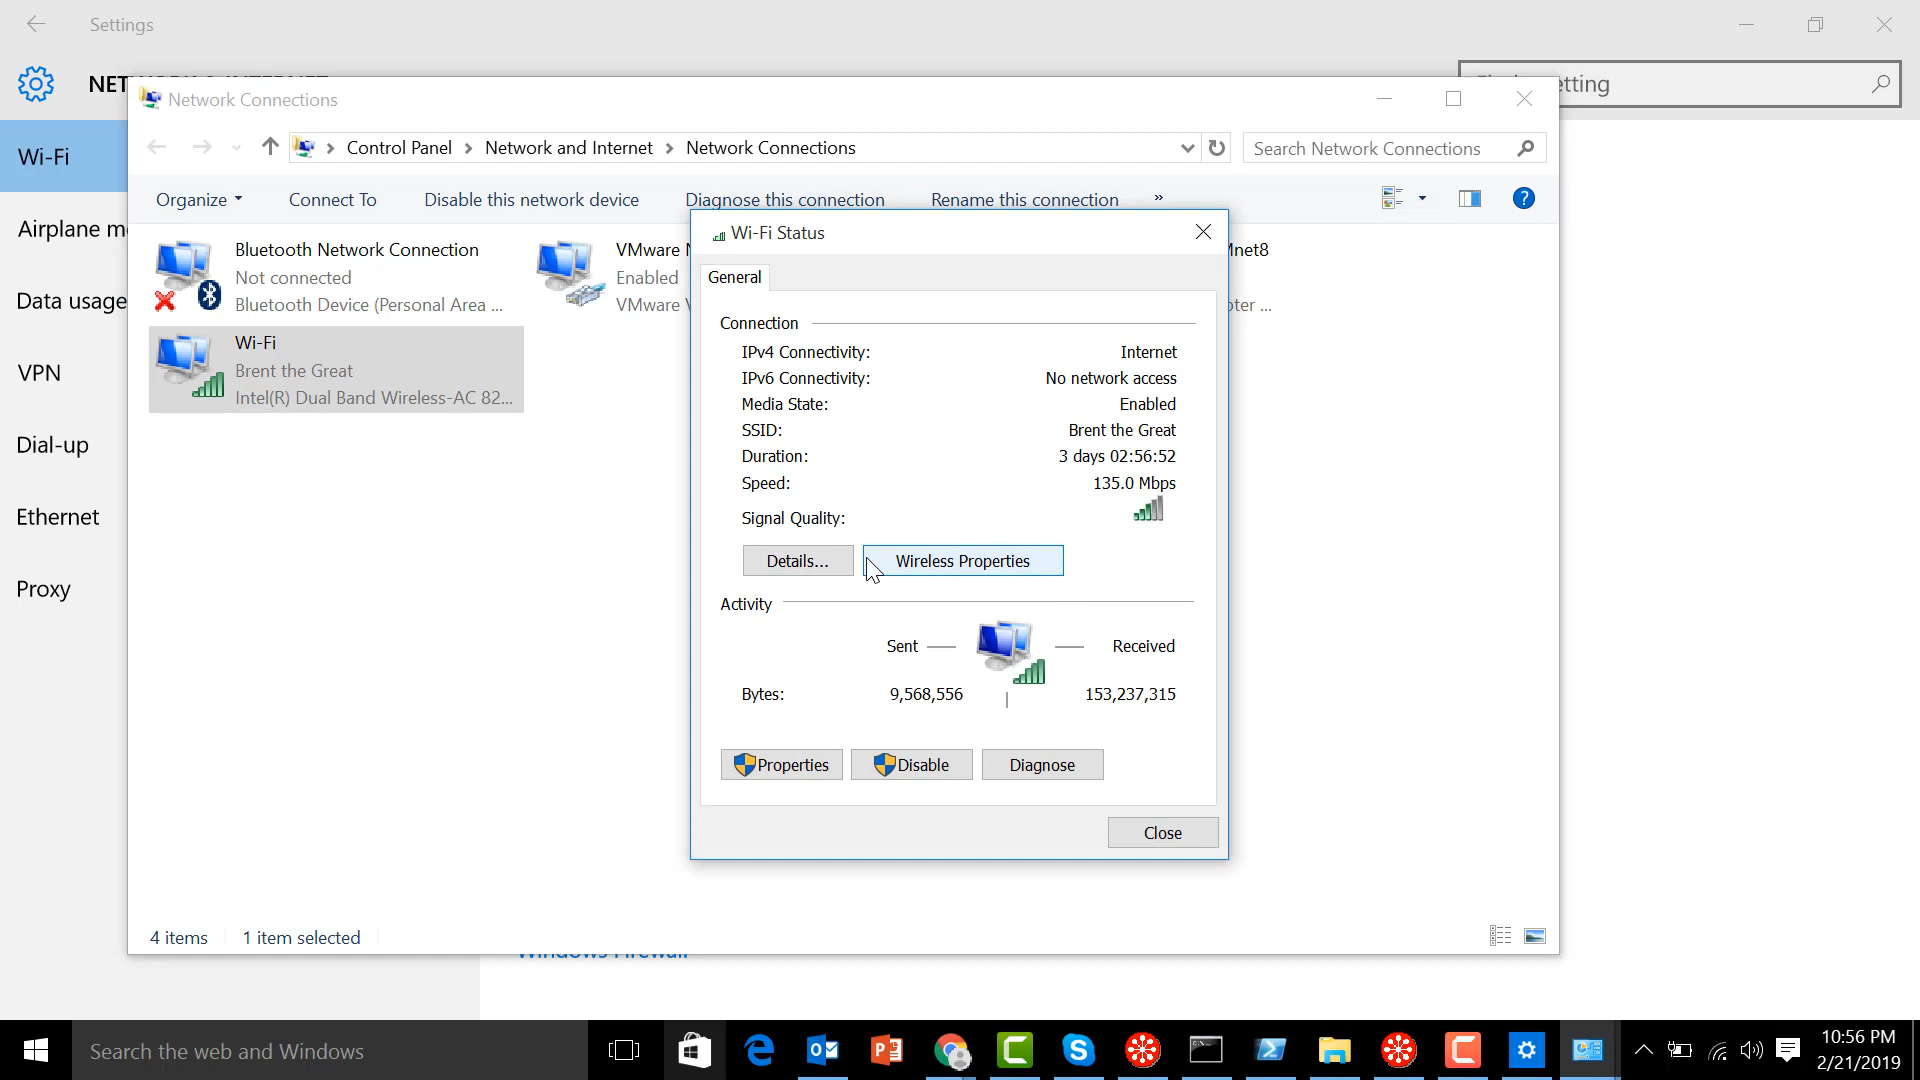 Settings
NET
etting
Wi-Fi
Airplane m
Data usage
VPN
Dial-up
Ethernet
Proxy
Network Connections
Control Panel > Network and Internet > Network Connections
Search Network Connections
Organize
Connect To
Disable this network device
Diagnose this connection
Rename this connection
»
Bluetooth Network Connection
Not connected
Bluetooth Device (Personal Area ...
VMware
Enabled
VMware
Mnet8
pter ...
Wi-Fi
Brent the Great
Intel(R) Dual Band Wireless-AC 82...
Wi-Fi Status
General
Connection
IPv4 Connectivity: Internet
IPv6 Connectivity: No network access
Media State: Enabled
SSID: Brent the Great
Duration: 3 days 02:56:52
Speed: 135.0 Mbps
Signal Quality:
Details...
Wireless Properties
Activity
Sent
Received
Bytes: 9,568,556 | 153,237,315
Properties
Disable
Diagnose
Close
4 items
1 item selected
Windows Firewall
Search the web and Windows
10:56 PM
2/21/2019